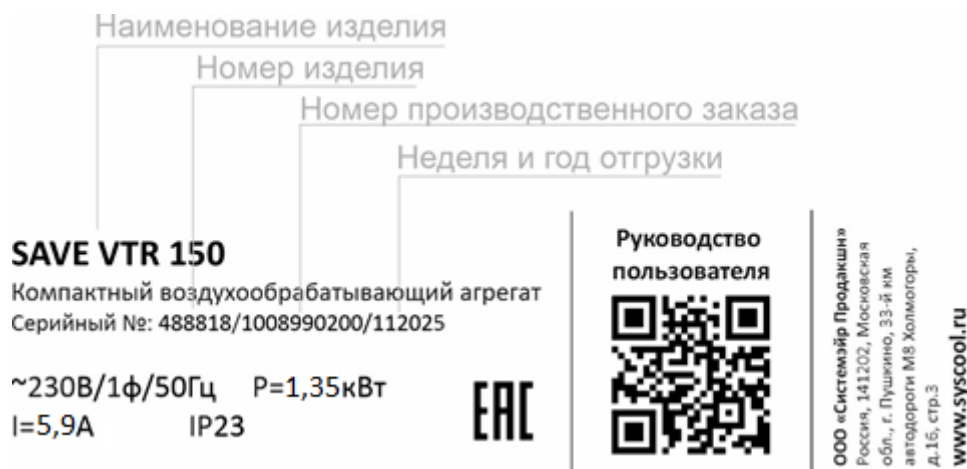 Наименование изделия
Номер изделия
Номер производственного заказа
Неделя и год отгрузки
SAVE VTR 150
Компактный воздухообрабатывающий агрегат
Серийный №: 488818/1008990200/112025
~230В/1ф/50Гц P=1,35кВт
I=5,9А IP23
EAC
Руководство
пользователя
ООО «Системэйр Продакшн»
Россия, 141202, Московская
обл., г. Пушкино, 33-й км
автодороги М8 Холмогоры,
д.16, стр.3
www.syscool.ru